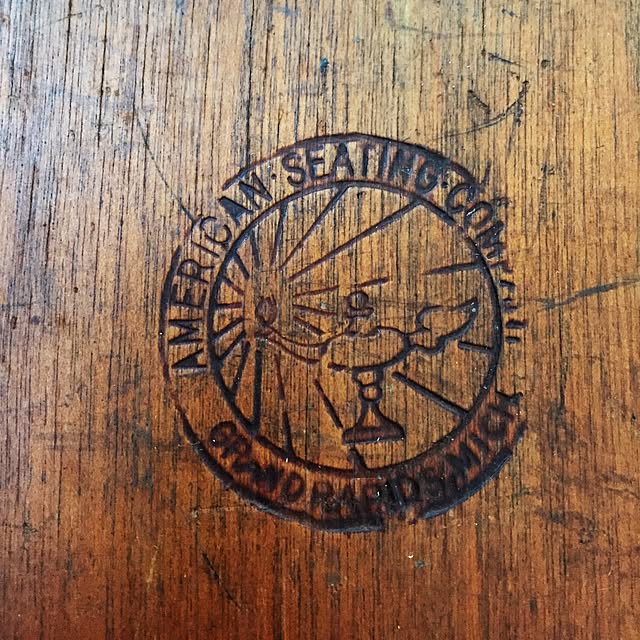 AMERICAN·SEATING·COMPANY
GRAND RAPIDS, MICH